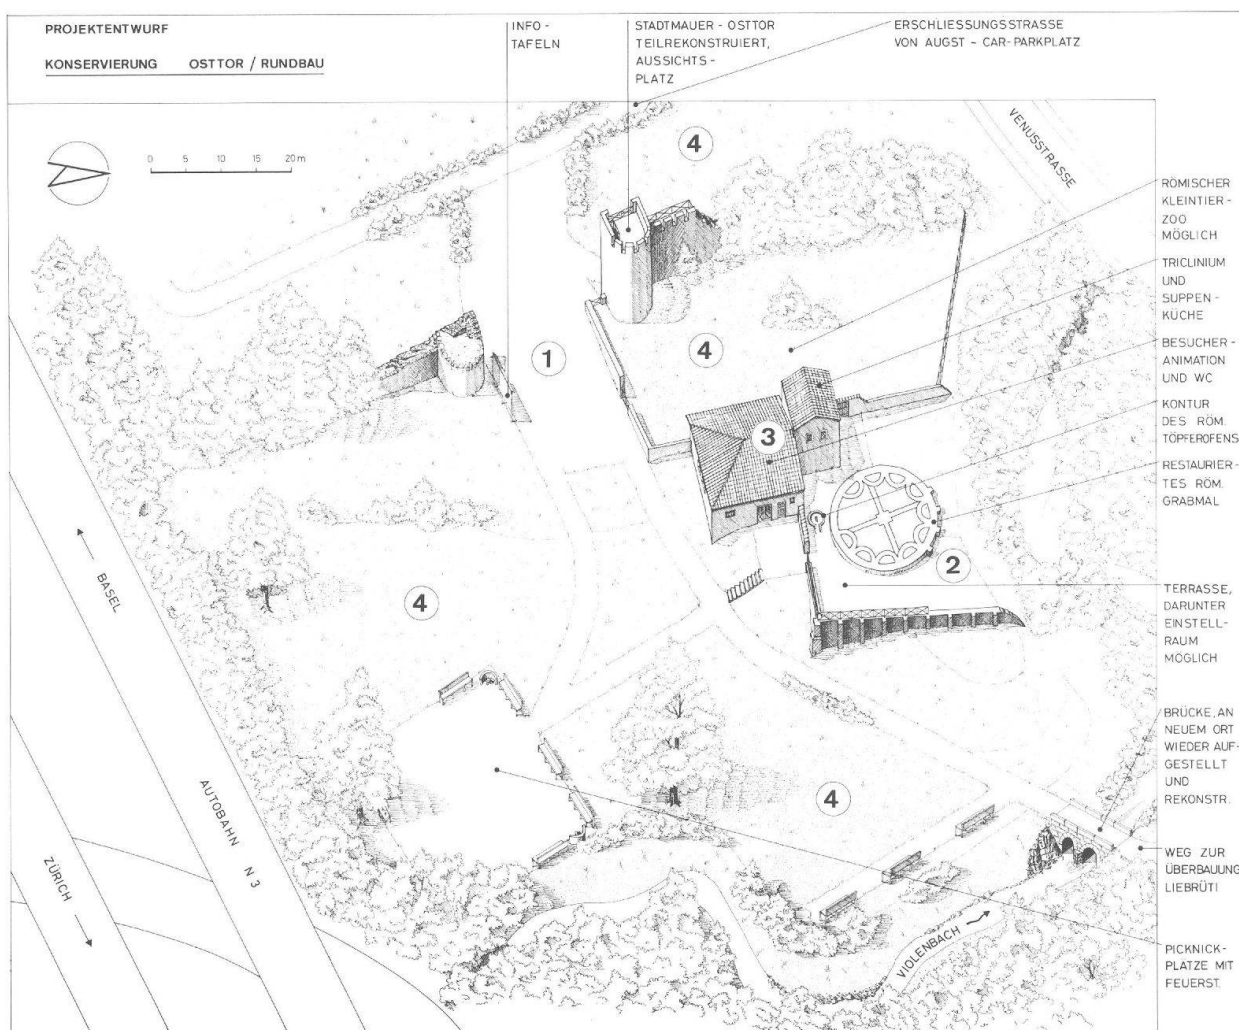 PROJEKTENTWURF
KONSERVIERUNG OSTTOR / RUNDBAU
INFO -
TAFELN
STADTMAUER - OSTTOR
TEILREKONSTRUIERT,
AUSSICHTS -
PLATZ
ERSCHLIESSUNGSSTRASSE
VON AUGST - CAR-PARKPLATZ
0 5 10 15 20 m
VENUSSTRASSE
4
RÖMISCHER
KLEINTIER -
ZOO
MÖGLICH
TRICLINIUM
UND
SUPPEN -
KÜCHE
BESUCHER -
ANIMATION
UND WC
KONTUR
DES RÖM.
TÖPFEROFENS
RESTAURIER -
TES RÖM.
GRABMAL
1
4
3
2
4
TERRASSE,
DARUNTER
EINSTELL -
RAUM
MÖGLICH
BASEL
AUTOBAHN N 3
ZÜRICH
4
BRÜCKE, AN
NEUEM ORT
WIEDER AUF-
GESTELLT
UND
REKONSTR.
WEG ZUR
ÜBERBAUUNG
LIEBRÜTI
VIOLENBACH
PICKNICK -
PLÄTZE MIT
FEUERST.